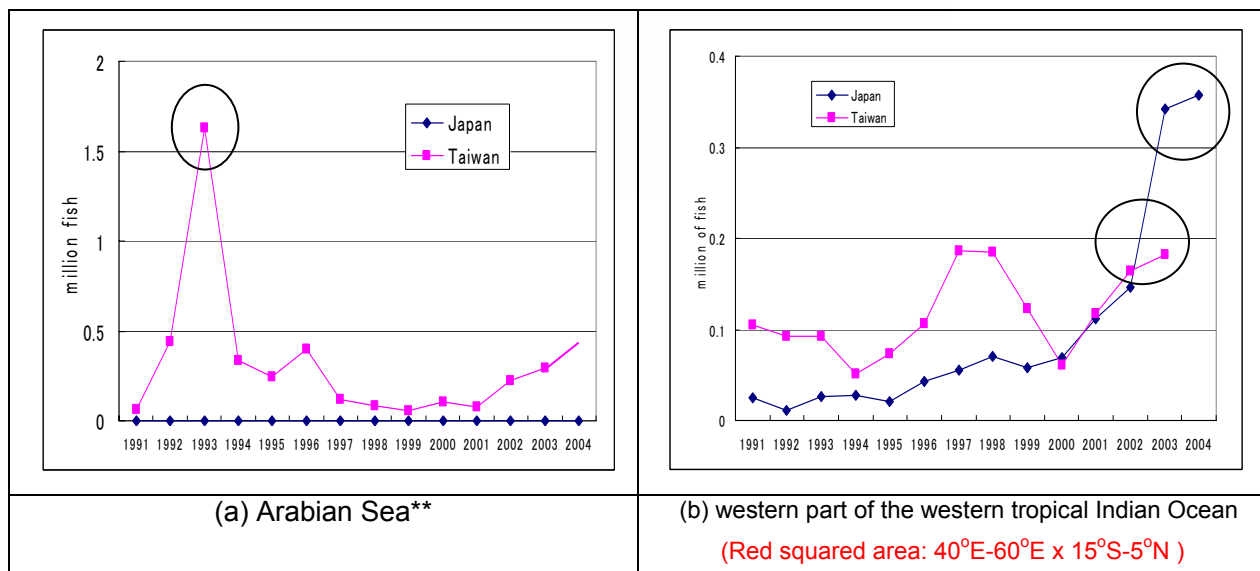 2
1.5
1
0.5
0
million fish
Japan
Taiwan
1991 1992 1993 1994 1995 1996 1997 1998 1999 2000 2001 2002 2003 2004
(a) Arabian Sea**
0.4
0.3
0.2
0.1
0
million of fish
Japan
Taiwan
1991 1992 1993 1994 1995 1996 1997 1998 1999 2000 2001 2002 2003 2004
(b) western part of the western tropical Indian Ocean
(Red squared area: 40°E-60°E x 15°S-5°N )